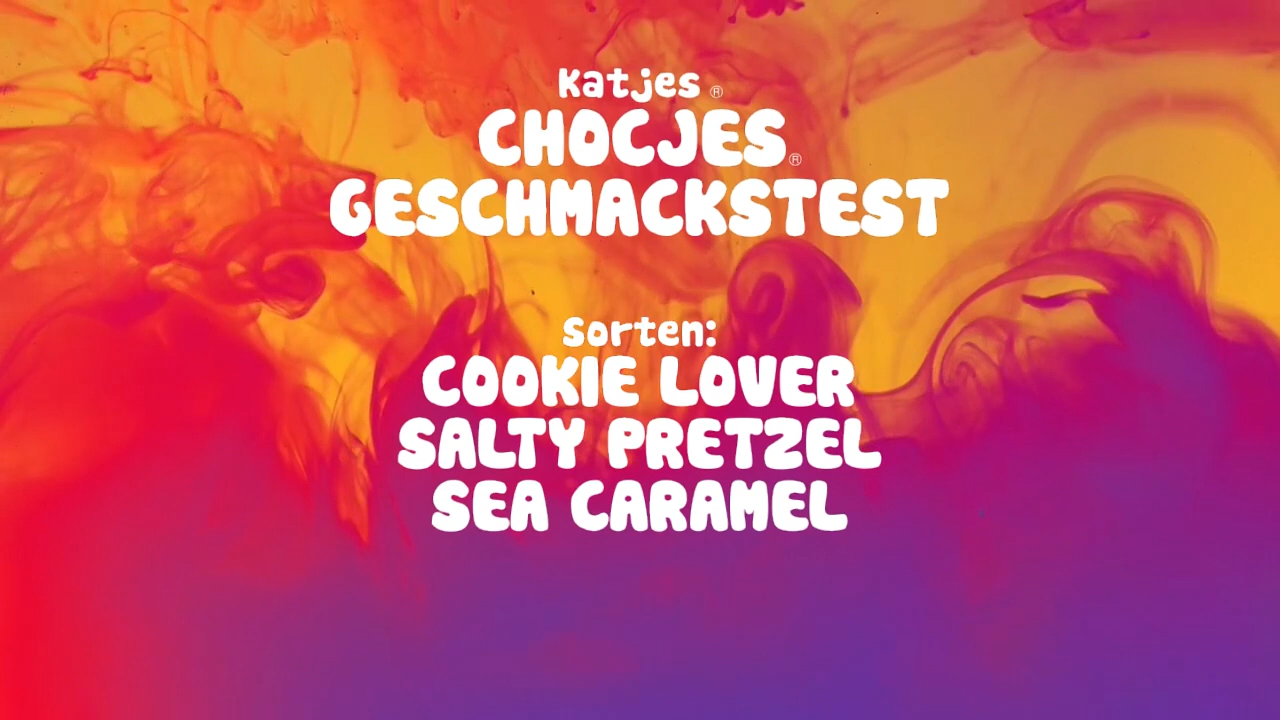 Katjes ®
CHOCJES ®
GESCHMACKSTEST
Sorten:
COOKIE LOVER
SALTY PRETZEL
SEA CARAMEL